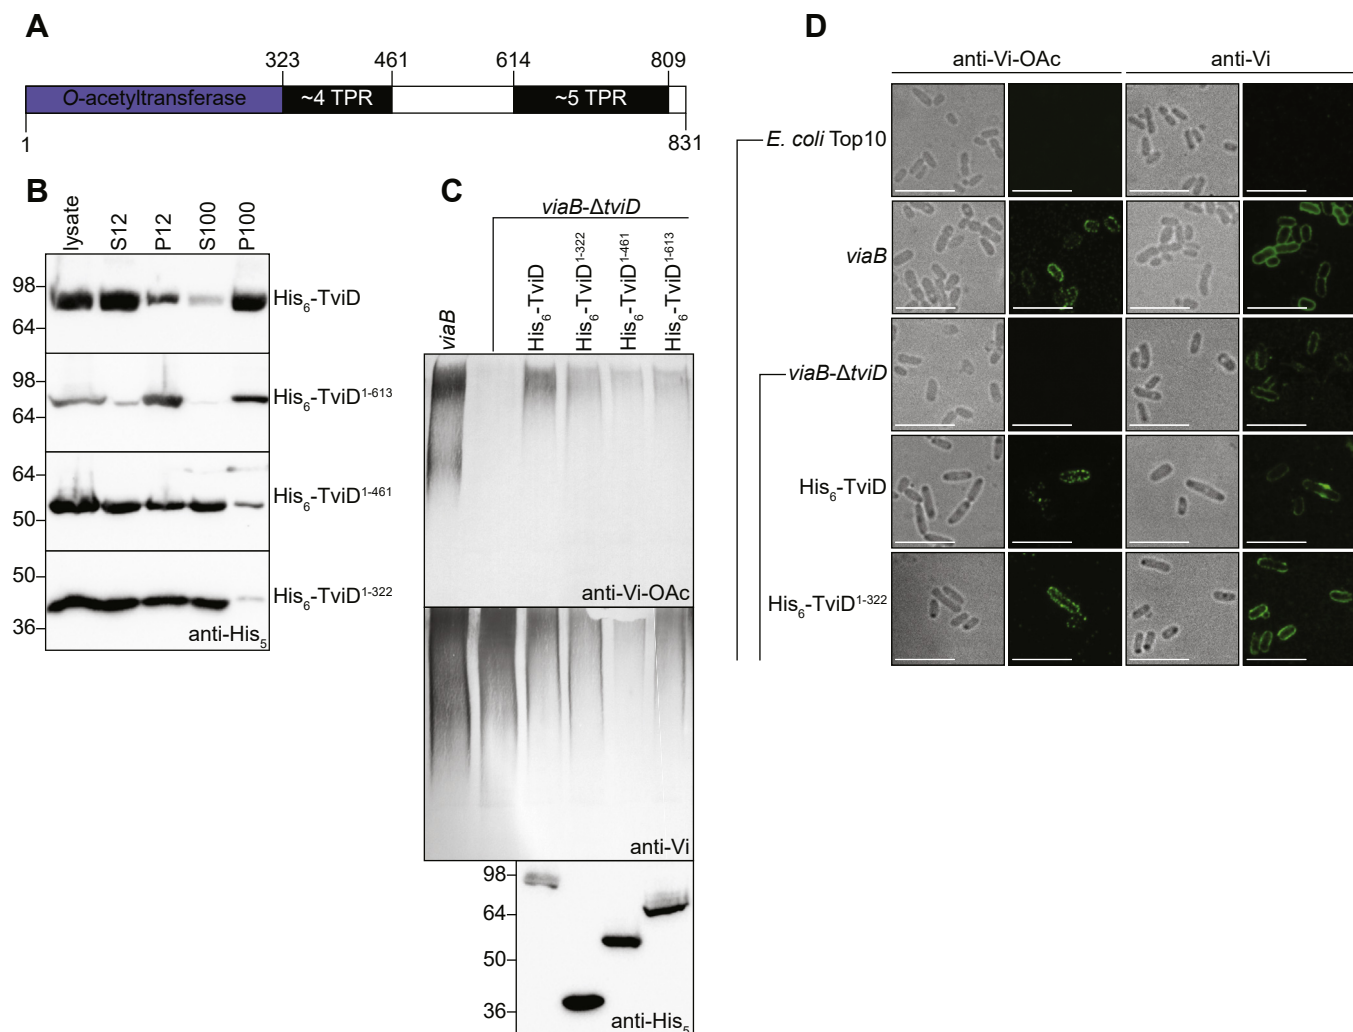 A
323 461 614 809
O-acetyltransferase ~4 TPR ~5 TPR
1 831
B
lysate S12 P12 S100 P100
98
64
His6-TviD
98
64
His6-TviD1-613
64
50
His6-TviD1-461
50
36
His6-TviD1-322
anti-His5
C
viaB-ΔtviD
viaB His6-TviD His6-TviD1-322 His6-TviD1-461 His6-TviD1-613
anti-Vi-OAc
anti-Vi
98
64
50
36
anti-His5
D
anti-Vi-OAc anti-Vi
E. coli Top10
viaB
viaB-ΔtviD
His6-TviD
His6-TviD1-322